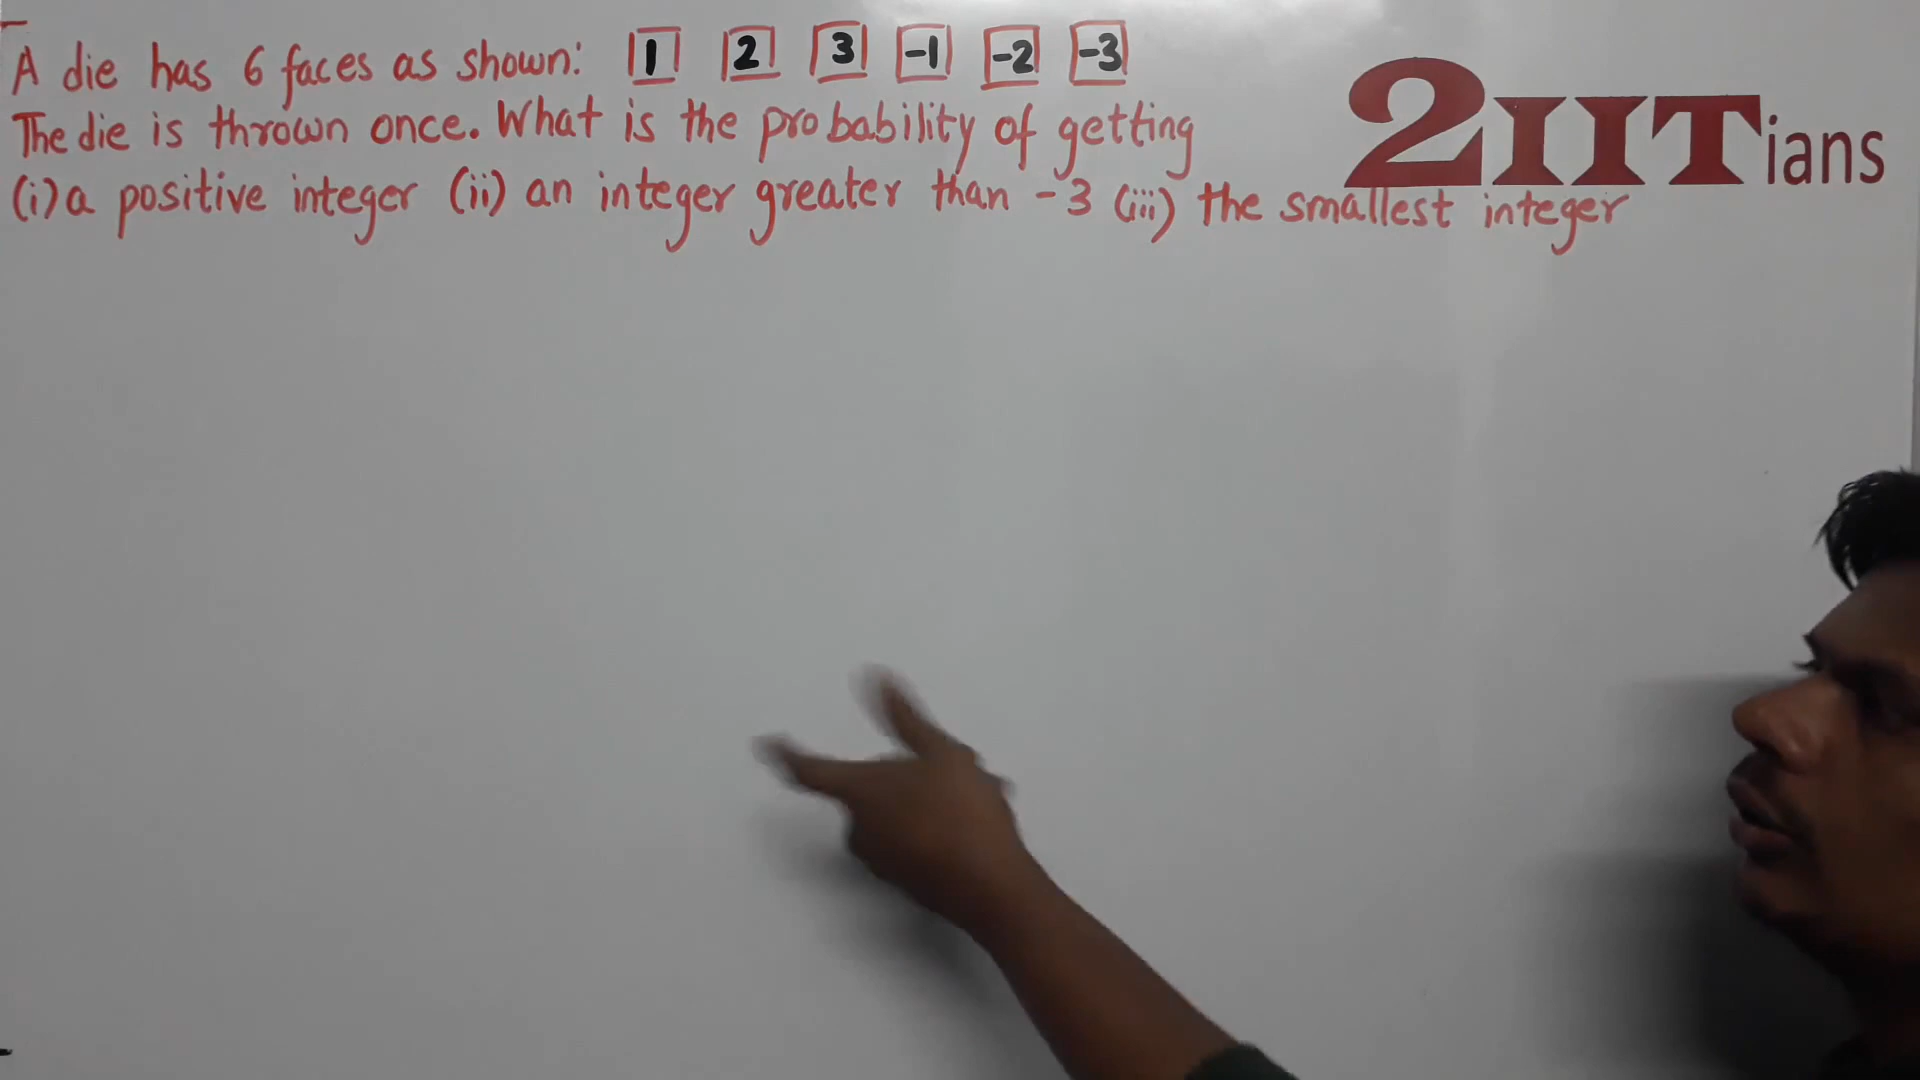 A die has 6 faces as shown: 1 2 3 -1 -2 -3
The die is thrown once. What is the probability of getting
(i) a positive integer (ii) an integer greater than -3 (iii) the smallest integer
2IITians